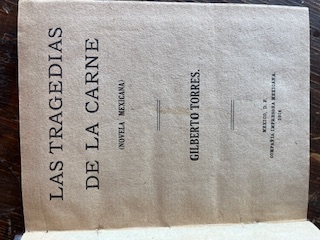 LAS TRAGEDIAS
DE LA CARNE
(NOVELA MEXICANA)
GILBERTO TORRES.
MEXICO, D. F.
COMPAÑIA IMPRESORA MEXICANA.